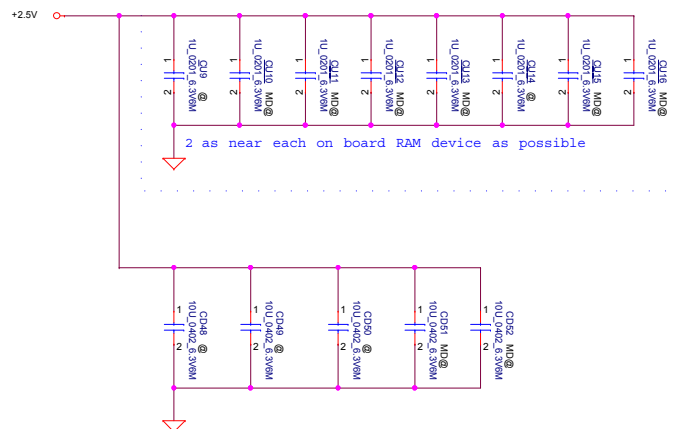 +2.5V
1U_0201_6.3V6M
CU9 @
1
2
1U_0201_6.3V6M
CU10 MD@
1
2
1U_0201_6.3V6M
CU11 MD@
1
2
1U_0201_6.3V6M
CU12 MD@
1
2
1U_0201_6.3V6M
CU13 MD@
1
2
1U_0201_6.3V6M
CU14 @
1
2
1U_0201_6.3V6M
CU15 MD@
1
2
1U_0201_6.3V6M
CU16 MD@
1
2
2 as near each on board RAM device as possible
10U_0402_6.3V6M
CD48 @
1
2
10U_0402_6.3V6M
CD49 @
1
2
10U_0402_6.3V6M
CD50 @
1
2
10U_0402_6.3V6M
CD51 MD@
1
2
10U_0402_6.3V6M
CD52 MD@
1
2